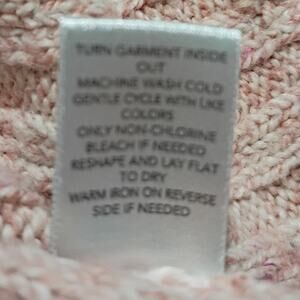 TURN GARMENT INSIDE
OUT
MACHINE WASH COLD
GENTLE CYCLE WITH LIKE
COLORS
ONLY NON-CHLORINE
BLEACH IF NEEDED
RESHAPE AND LAY FLAT
TO DRY
WARM IRON ON REVERSE
SIDE IF NEEDED